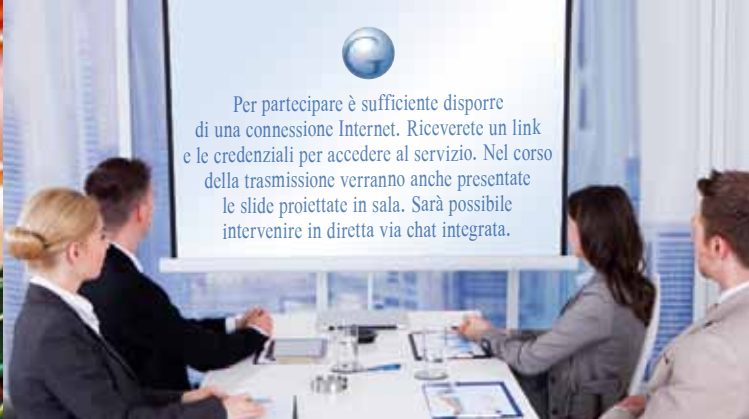 G
Per partecipare è sufficiente disporre
di una connessione Internet. Riceverete un link
e le credenziali per accedere al servizio. Nel corso
della trasmissione verranno anche presentate
le slide proiettate in sala. Sarà possibile
intervenire in diretta via chat integrata.